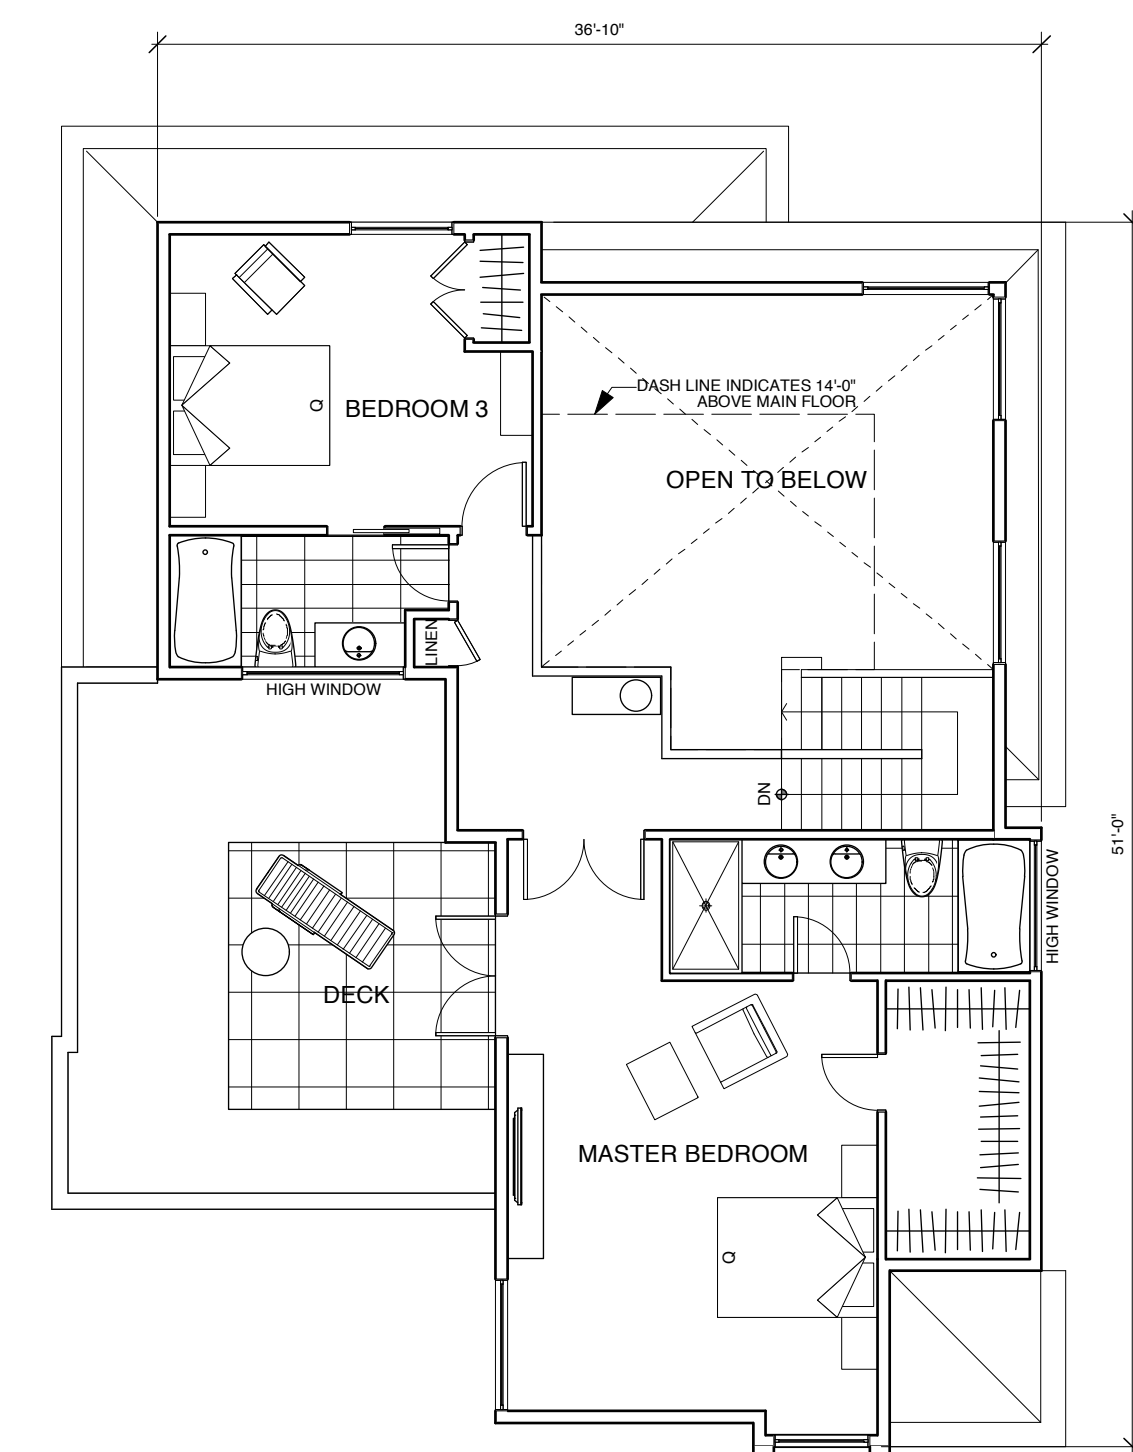 36'-10"
DASH LINE INDICATES 14'-0"
ABOVE MAIN FLOOR
Q
BEDROOM 3
OPEN TO BELOW
LINEN
HIGH WINDOW
DN
51'-0"
HIGH WINDOW
DECK
MASTER BEDROOM
Q